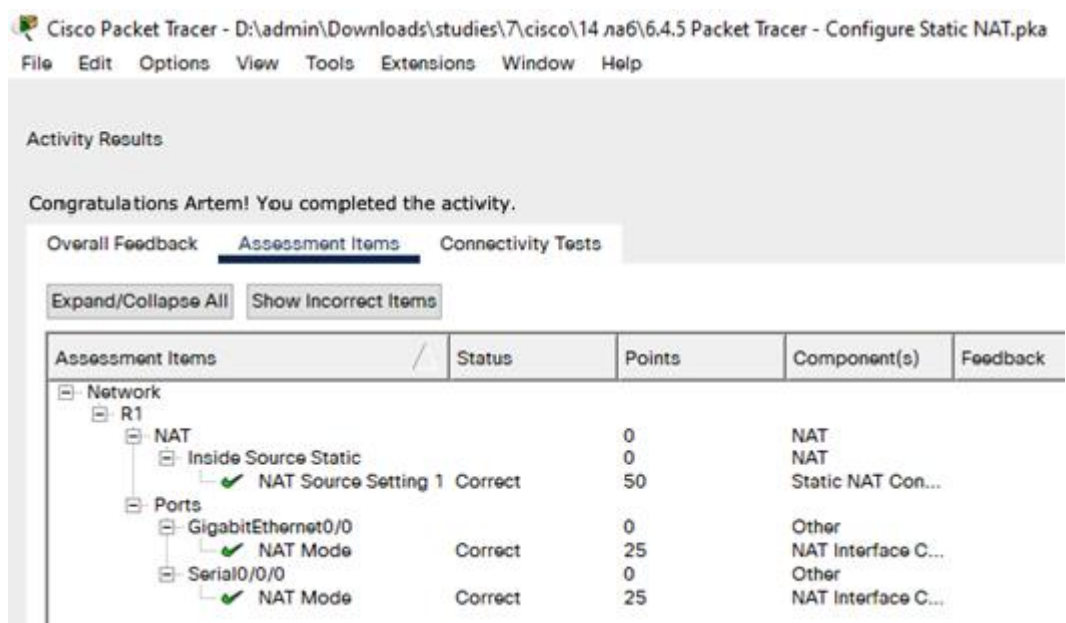 Cisco Packet Tracer - D:\admin\Downloads\studies\7\cisco\14 лаб\6.4.5 Packet Tracer - Configure Static NAT.pka
File Edit Options View Tools Extensions Window Help
Activity Results
Congratulations Artem! You completed the activity.
Overall Feedback Assessment Items Connectivity Tests
Expand/Collapse All Show Incorrect Items
Assessment Items Status Points Component(s) Feedback
Network
R1
NAT 0 NAT
Inside Source Static 0 NAT
NAT Source Setting 1 Correct 50 Static NAT Con...
Ports
GigabitEthernet0/0 0 Other
NAT Mode Correct 25 NAT Interface C...
Serial0/0/0 0 Other
NAT Mode Correct 25 NAT Interface C...